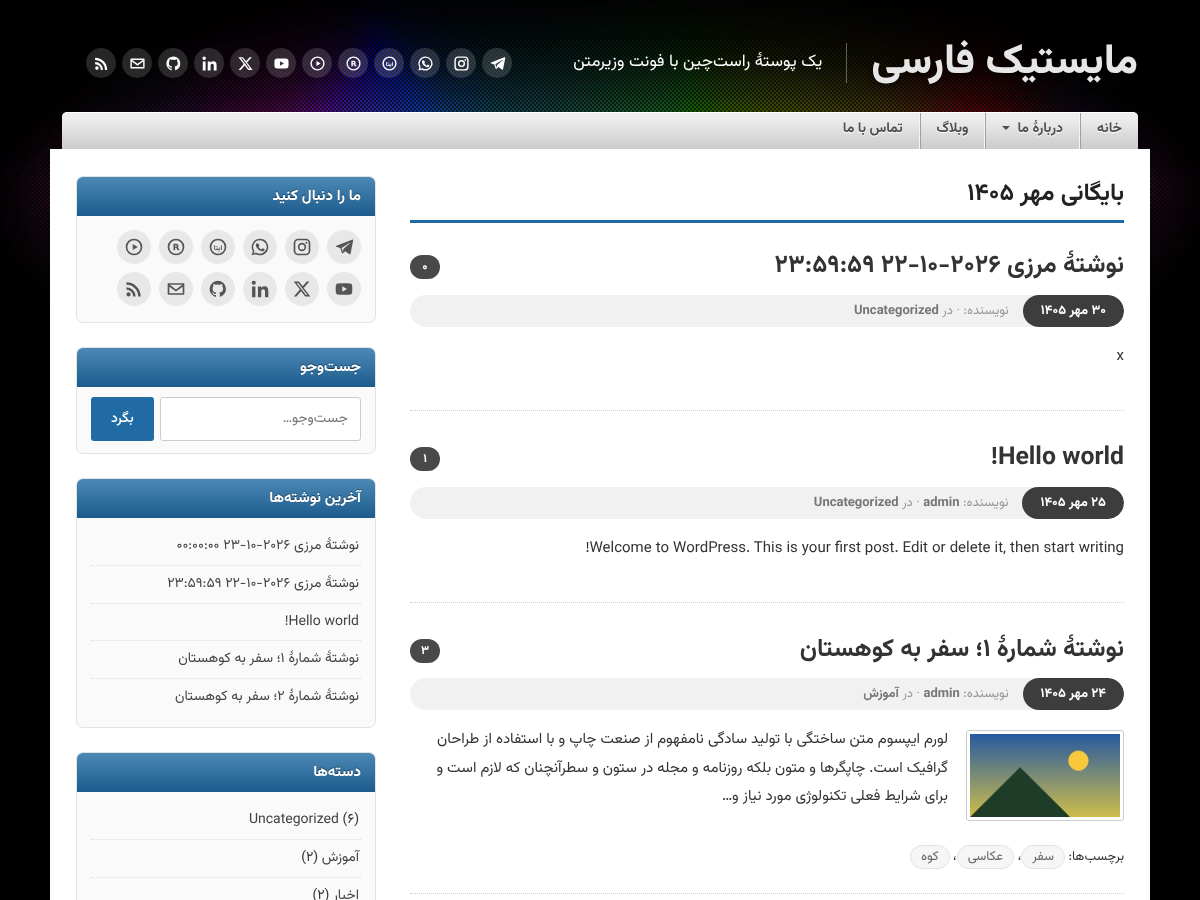 مایستیک فارسی
یک پوستهٔ راست‌چین با فونت وزیرمتن
خانه
دربارهٔ ما
وبلاگ
تماس با ما
بایگانی مهر ۱۴۰۵
نوشتهٔ مرزی ۲۰۲۶-۱۰-۲۲ ۲۳:۵۹:۵۹
۰
۳۰ مهر ۱۴۰۵
نویسنده: · در Uncategorized
x
Hello world!
۱
۲۵ مهر ۱۴۰۵
نویسنده: admin · در Uncategorized
Welcome to WordPress. This is your first post. Edit or delete it, then start writing!
نوشتهٔ شمارهٔ ۱؛ سفر به کوهستان
۳
۲۴ مهر ۱۴۰۵
نویسنده: admin · در آموزش
لورم ایپسوم متن ساختگی با تولید سادگی نامفهوم از صنعت چاپ و با استفاده از طراحان
گرافیک است. چاپگرها و متون بلکه روزنامه و مجله در ستون و سطرآنچنان که لازم است و
برای شرایط فعلی تکنولوژی مورد نیاز و…
برچسب‌ها: سفر، عکاسی، کوه
ما را دنبال کنید
ایتا
جست‌وجو
جست‌وجو…
بگرد
آخرین نوشته‌ها
نوشتهٔ مرزی ۲۰۲۶-۱۰-۲۳ ۰۰:۰۰:۰۰
نوشتهٔ مرزی ۲۰۲۶-۱۰-۲۲ ۲۳:۵۹:۵۹
Hello world!
نوشتهٔ شمارهٔ ۱؛ سفر به کوهستان
نوشتهٔ شمارهٔ ۲؛ سفر به کوهستان
دسته‌ها
Uncategorized (۶)
آموزش (۲)
اخبار (۲)